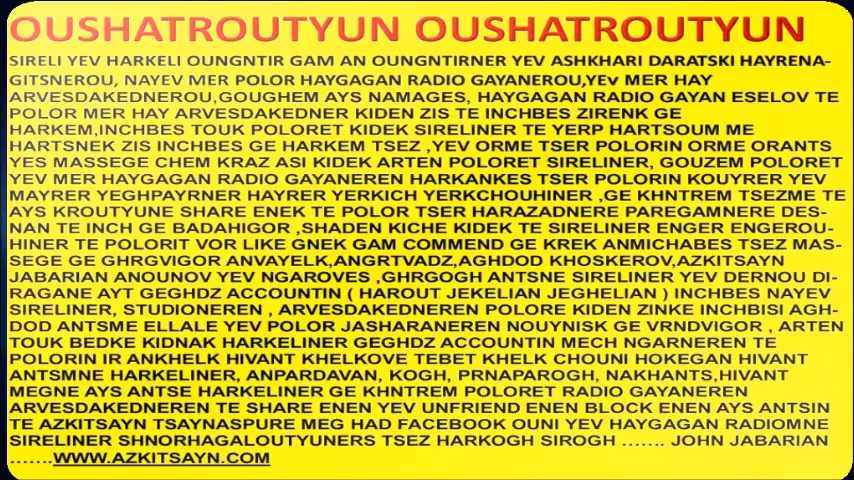 OUSHATROUTYUN OUSHATROUTYUN
SIRELI YEV HARKELI OUNGNTIR GAM AN OUNGNTIRNER YEV ASHKHARI DARATSKI HAYRENA-
GITSNEROU, NAYEV MER POLOR HAYGAGAN RADIO GAYANEROU,YEv MER HAY
ARVESDAKEDNEROU,GOUGHEM AYS NAMAGES, HAYGAGAN RADIO GAYAN ESELOV TE
POLOR MER HAY ARVESDAKEDNER KIDEN ZIS TE INCHBES ZIRENK GE
HARKEM,INCHBES TOUK POLORET KIDEK SIRELINER TE YERP HARTSOUM ME
HARTSNEK ZIS INCHBES GE HARKEM TSEZ ,YEV ORME TSER POLORIN ORME ORANTS
YES MASSEGE CHEM KRAZ ASI KIDEK ARTEN POLORET SIRELINER, GOUZEM POLORET
YEV MER HAYGAGAN RADIO GAYANEREN HARKANKES TSER POLORIN KOUYRER YEV
MAYRER YEGHPAYRNER HAYRER YERKICH YERKCHOUHINER ,GE KHNTREM TSEZME TE
AYS KROUTYUNE SHARE ENEK TE POLOR TSER HARAZADNERE PAREGAMNERE DES-
NAN TE INCH GE BADAHIGOR ,SHADEN KICHE KIDEK TE SIRELINER ENGER ENGEROU-
HINER TE POLORIT VOR LIKE GNEK GAM COMMEND GE KREK ANMICHABES TSEZ MAS-
SEGE GE GHRGVIGOR ANVAYELK,ANGRTVADZ,AGHDOD KHOSKEROV,AZKITSAYN
JABARIAN ANOUNOV YEV NGAROVES ,GHRGOGH ANTSNE SIRELINER YEV DERNOU DI-
RAGANE AYT GEGHDZ ACCOUNTIN ( HAROUT JEKELIAN JEGHELIAN ) INCHBES NAYEV
SIRELINER, STUDIONEREN , ARVESDAKEDNEREN POLORE KIDEN ZINKE INCHBISI AGH-
DOD ANTSME ELLALE YEV POLOR JASHARANEREN NOUYNISK GE VRNDVIGOR , ARTEN
TOUK BEDKE KIDNAK HARKELINER GEGHDZ ACCOUNTIN MECH NGARNEREN TE
POLORIN IR ANKHELK HIVANT KHELKOVE TEBET KHELK CHOUNI HOKEGAN HIVANT
ANTSMNE HARKELINER, ANPARDAVAN, KOGH, PRNAPAROGH, NAKHANTS,HIVANT
MEGNE AYS ANTSE HARKELINER GE KHNTREM POLORET RADIO GAYANEREN
ARVESDAKEDNEREN TE SHARE ENEN YEV UNFRIEND ENEN BLOCK ENEN AYS ANTSIN
TE AZKITSAYN TSAYNASPURE MEG HAD FACEBOOK OUNI YEV HAYGAGAN RADIOMNE
SIRELINER SHNORHAGALOUTYUNERS TSEZ HARKOGH SIROGH ……. JOHN JABARIAN
…….WWW.AZKITSAYN.COM